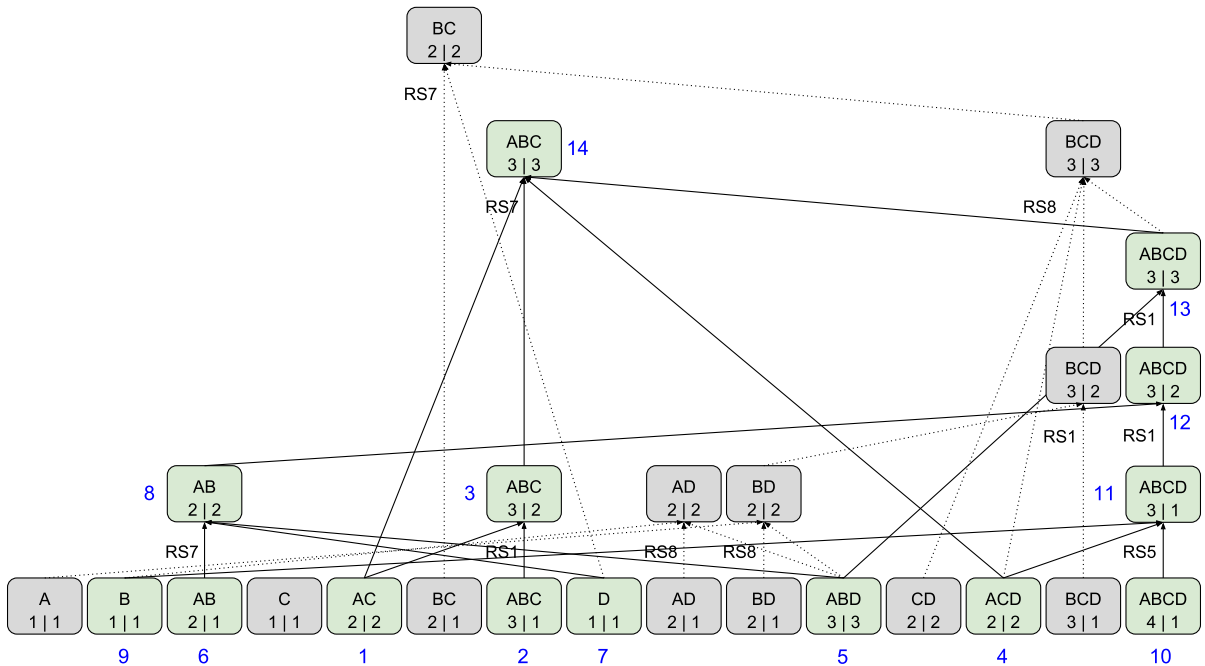 BC
2 | 2
RS7
ABC
3 | 3
14
BCD
3 | 3
RS7
RS8
ABCD
3 | 3
13
RS1
BCD
3 | 2
ABCD
3 | 2
12
RS1
RS1
8
AB
2 | 2
3
ABC
3 | 2
AD
2 | 2
BD
2 | 2
11
ABCD
3 | 1
RS7
RS1
RS8
RS8
RS5
A
1 | 1
B
1 | 1
AB
2 | 1
C
1 | 1
AC
2 | 2
BC
2 | 1
ABC
3 | 1
D
1 | 1
AD
2 | 1
BD
2 | 1
ABD
3 | 3
CD
2 | 2
ACD
2 | 2
BCD
3 | 1
ABCD
4 | 1
9
6
1
2
7
5
4
10